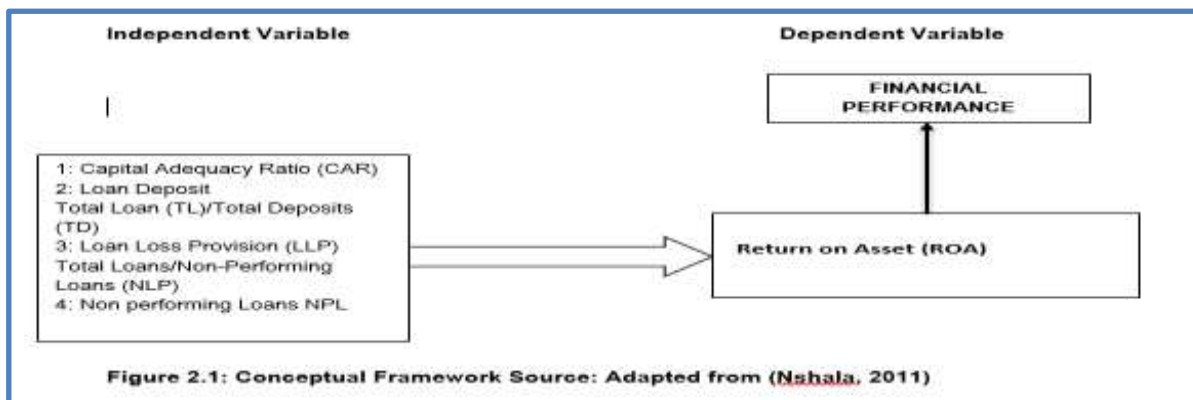 Independent Variable
Dependent Variable
FINANCIAL
PERFORMANCE
1: Capital Adequacy Ratio (CAR)
2: Loan Deposit
Total Loan (TL)/Total Deposits
(TD)
3: Loan Loss Provision (LLP)
Total Loans/Non-Performing
Loans (NLP)
4: Non performing Loans NPL
Return on Asset (ROA)
Figure 2.1: Conceptual Framework Source: Adapted from (Nshala, 2011)